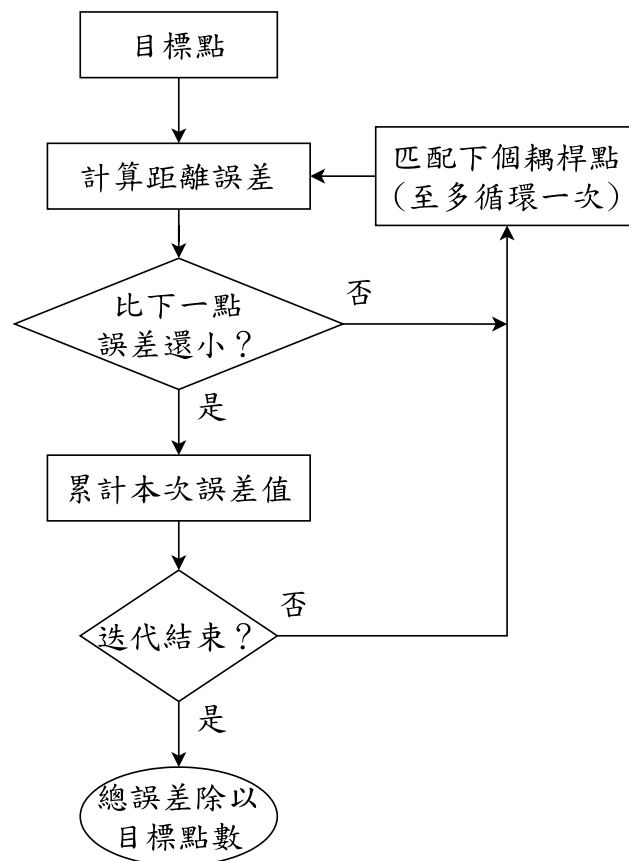 目標點
計算距離誤差
匹配下個耦桿點
（至多循環一次）
比下一點
誤差還小？
否
是
累計本次誤差值
迭代結束？
否
是
總誤差除以
目標點數